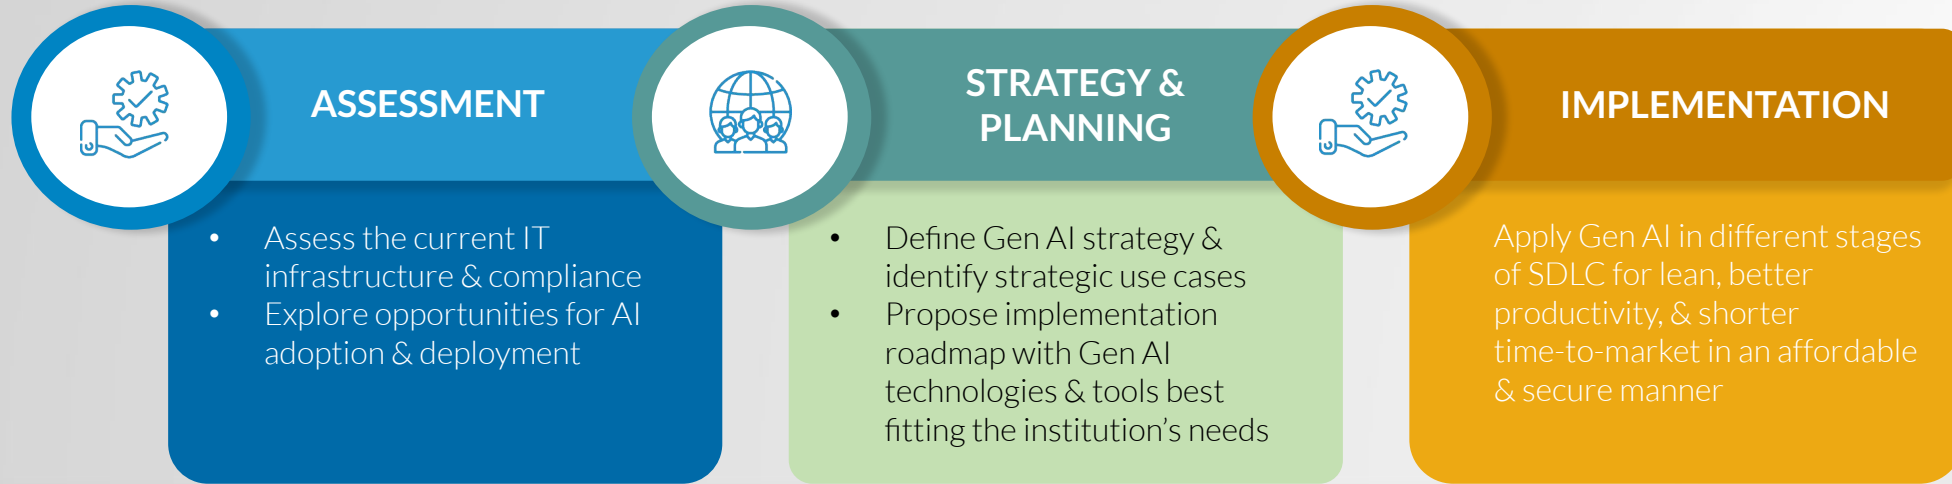 ASSESSMENT
• Assess the current IT
infrastructure & compliance
• Explore opportunities for AI
adoption & deployment
STRATEGY &
PLANNING
• Define Gen AI strategy &
identify strategic use cases
• Propose implementation
roadmap with Gen AI
technologies & tools best
fitting the institution’s needs
IMPLEMENTATION
Apply Gen AI in different stages
of SDLC for lean, better
productivity, & shorter
time-to-market in an affordable
& secure manner